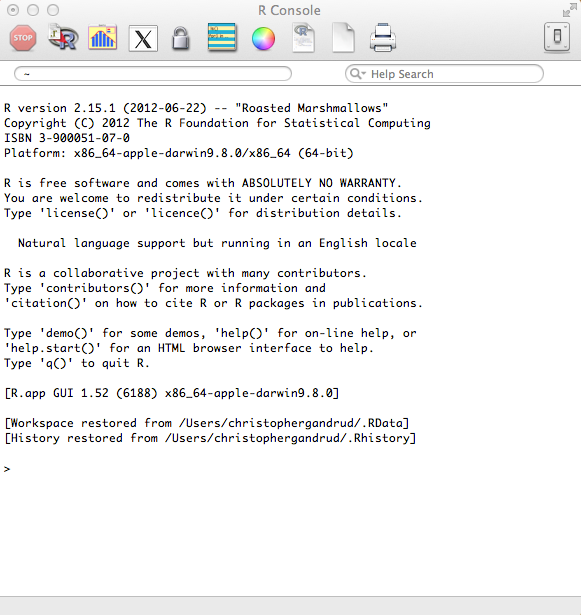 R Console
STOP
R
X
~
Help Search
R version 2.15.1 (2012-06-22) -- "Roasted Marshmallows"
Copyright (C) 2012 The R Foundation for Statistical Computing
ISBN 3-900051-07-0
Platform: x86_64-apple-darwin9.8.0/x86_64 (64-bit)
R is free software and comes with ABSOLUTELY NO WARRANTY.
You are welcome to redistribute it under certain conditions.
Type 'license()' or 'licence()' for distribution details.
Natural language support but running in an English locale
R is a collaborative project with many contributors.
Type 'contributors()' for more information and
'citation()' on how to cite R or R packages in publications.
Type 'demo()' for some demos, 'help()' for on-line help, or
'help.start()' for an HTML browser interface to help.
Type 'q()' to quit R.
[R.app GUI 1.52 (6188) x86_64-apple-darwin9.8.0]
[Workspace restored from /Users/christophergandrud/.RData]
[History restored from /Users/christophergandrud/.Rhistory]
>